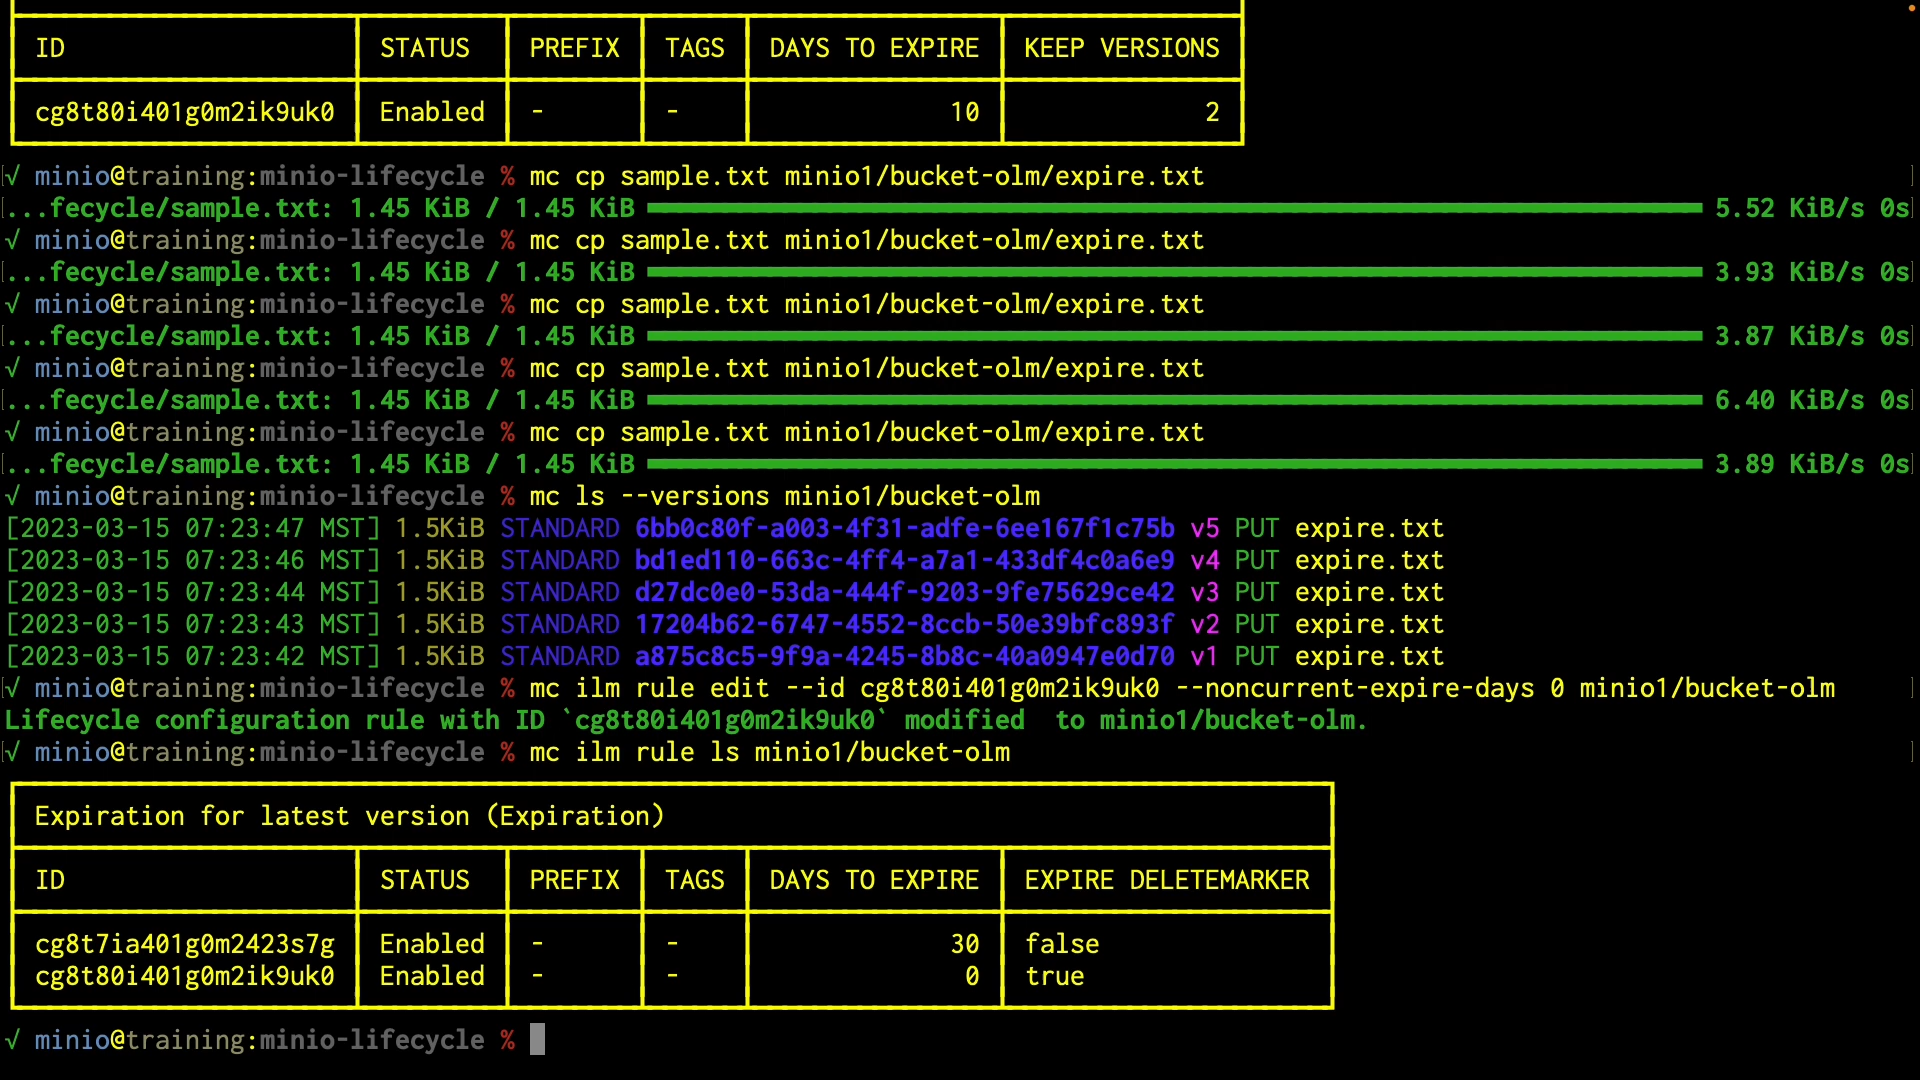 ID STATUS PREFIX TAGS DAYS TO EXPIRE KEEP VERSIONS
cg8t80i401g0m2ik9uk0 Enabled - - 10 2
√ minio@training:minio-lifecycle % mc cp sample.txt minio1/bucket-olm/expire.txt
...fecycle/sample.txt: 1.45 KiB / 1.45 KiB 5.52 KiB/s 0s
√ minio@training:minio-lifecycle % mc cp sample.txt minio1/bucket-olm/expire.txt
...fecycle/sample.txt: 1.45 KiB / 1.45 KiB 3.93 KiB/s 0s
√ minio@training:minio-lifecycle % mc cp sample.txt minio1/bucket-olm/expire.txt
...fecycle/sample.txt: 1.45 KiB / 1.45 KiB 3.87 KiB/s 0s
√ minio@training:minio-lifecycle % mc cp sample.txt minio1/bucket-olm/expire.txt
...fecycle/sample.txt: 1.45 KiB / 1.45 KiB 6.40 KiB/s 0s
√ minio@training:minio-lifecycle % mc cp sample.txt minio1/bucket-olm/expire.txt
...fecycle/sample.txt: 1.45 KiB / 1.45 KiB 3.89 KiB/s 0s
√ minio@training:minio-lifecycle % mc ls --versions minio1/bucket-olm
[2023-03-15 07:23:47 MST] 1.5KiB STANDARD 6bb0c80f-a003-4f31-adfe-6ee167f1c75b v5 PUT expire.txt
[2023-03-15 07:23:46 MST] 1.5KiB STANDARD bd1ed110-663c-4ff4-a7a1-433df4c0a6e9 v4 PUT expire.txt
[2023-03-15 07:23:44 MST] 1.5KiB STANDARD d27dc0e0-53da-444f-9203-9fe75629ce42 v3 PUT expire.txt
[2023-03-15 07:23:43 MST] 1.5KiB STANDARD 17204b62-6747-4552-8ccb-50e39bfc893f v2 PUT expire.txt
[2023-03-15 07:23:42 MST] 1.5KiB STANDARD a875c8c5-9f9a-4245-8b8c-40a0947e0d70 v1 PUT expire.txt
√ minio@training:minio-lifecycle % mc ilm rule edit --id cg8t80i401g0m2ik9uk0 --noncurrent-expire-days 0 minio1/bucket-olm
Lifecycle configuration rule with ID `cg8t80i401g0m2ik9uk0` modified  to minio1/bucket-olm.
√ minio@training:minio-lifecycle % mc ilm rule ls minio1/bucket-olm
Expiration for latest version (Expiration)
ID STATUS PREFIX TAGS DAYS TO EXPIRE EXPIRE DELETEMARKER
cg8t7ia401g0m2423s7g Enabled - - 30 false
cg8t80i401g0m2ik9uk0 Enabled - - 0 true
√ minio@training:minio-lifecycle %